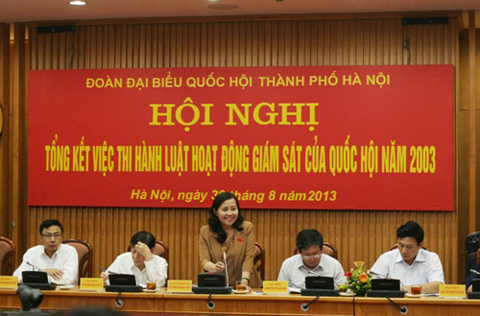 ĐOÀN ĐẠI BIỂU QUỐC HỘI THÀNH PHỐ HÀ NỘI
HỘI NGHỊ
TỔNG KẾT VIỆC THI HÀNH LUẬT HOẠT ĐỘNG GIÁM SÁT CỦA QUỐC HỘI NĂM 2003
Hà Nội, ngày tháng 8 năm 2013